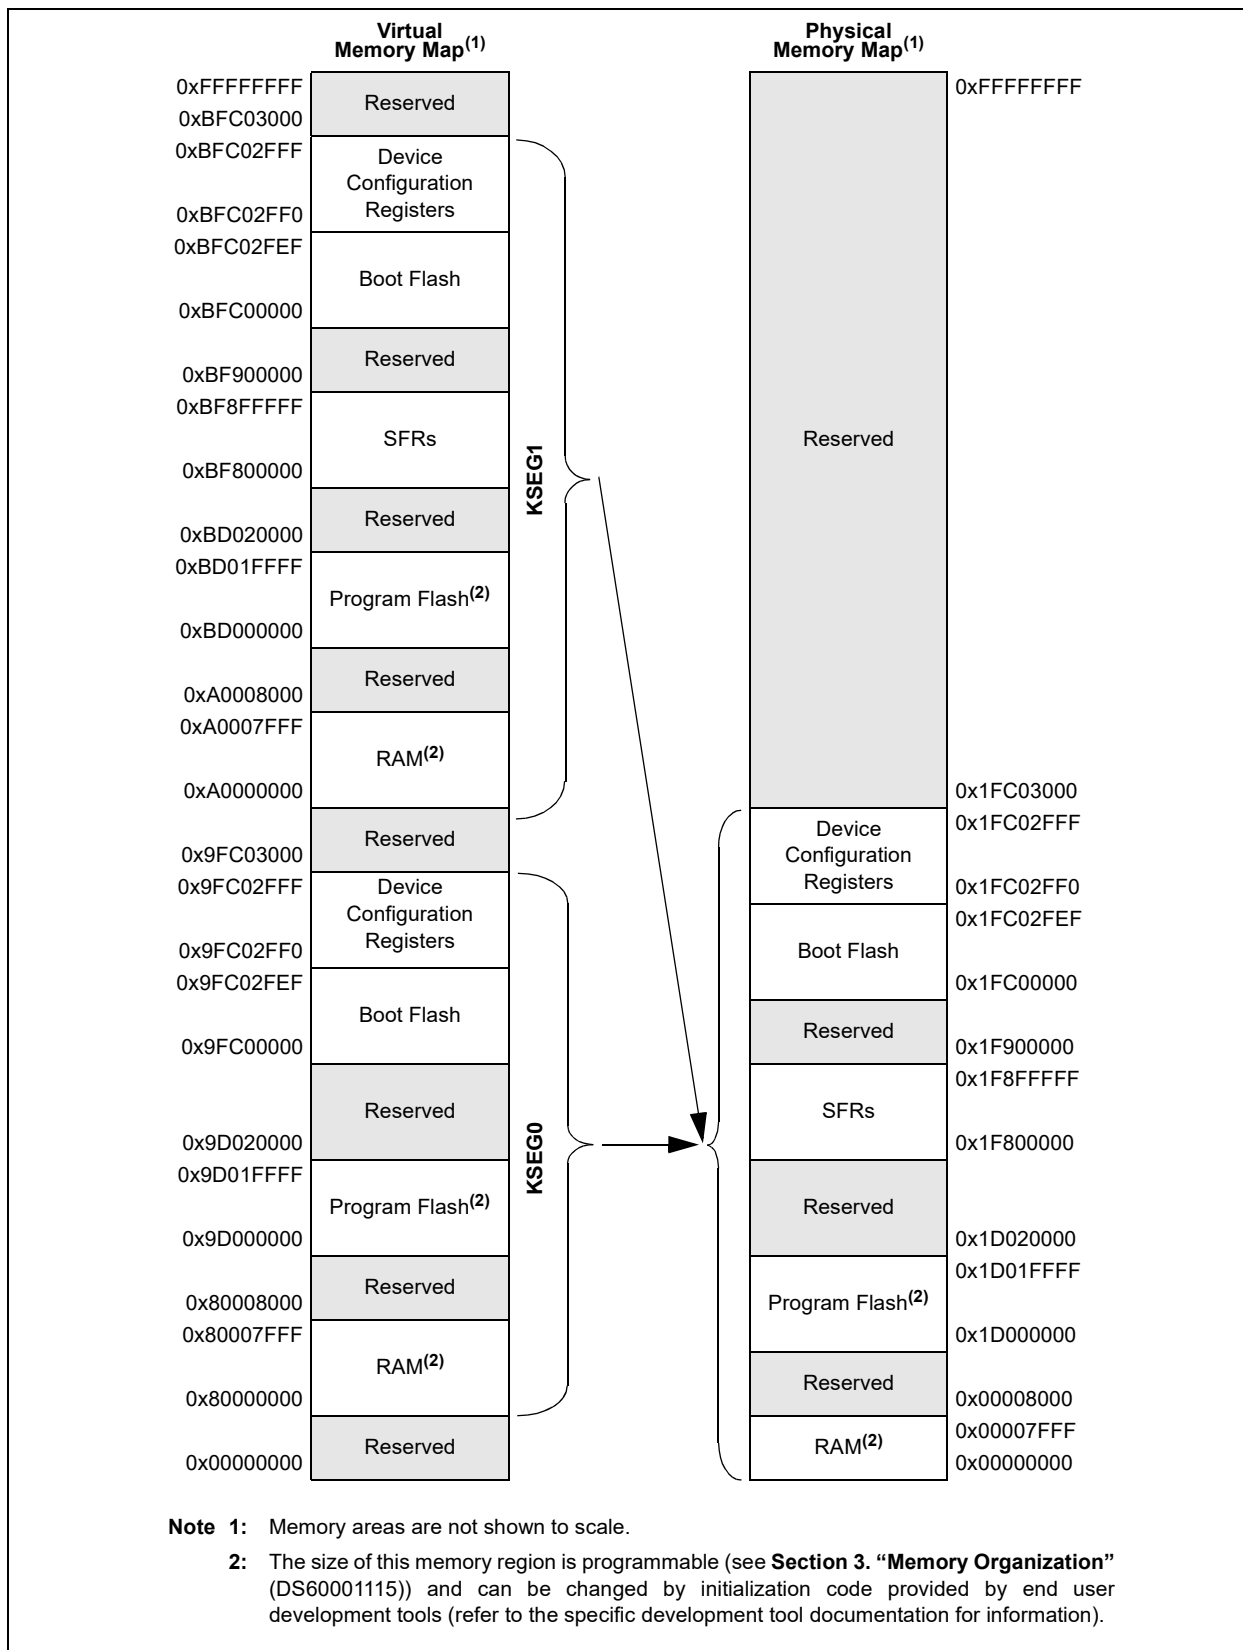 Virtual
Memory Map(1)
0xFFFFFFFF
Reserved
0xBFC03000
0xBFC02FFF
Device
Configuration
Registers
0xBFC02FF0
0xBFC02FEF
Boot Flash
0xBFC00000
Reserved
0xBF900000
0xBF8FFFFF
SFRs
0xBF800000
Reserved
0xBD020000
0xBD01FFFF
Program Flash(2)
0xBD000000
Reserved
0xA0008000
0xA0007FFF
RAM(2)
0xA0000000
Reserved
0x9FC03000
0x9FC02FFF
Device
Configuration
Registers
0x9FC02FF0
0x9FC02FEF
Boot Flash
0x9FC00000
Reserved
0x9D020000
0x9D01FFFF
Program Flash(2)
0x9D000000
Reserved
0x80008000
0x80007FFF
RAM(2)
0x80000000
Reserved
0x00000000
KSEG1
KSEG0
Physical
Memory Map(1)
0xFFFFFFFF
Reserved
0x1FC03000
0x1FC02FFF
Device
Configuration
Registers
0x1FC02FF0
0x1FC02FEF
Boot Flash
0x1FC00000
Reserved
0x1F900000
0x1F8FFFFF
SFRs
0x1F800000
Reserved
0x1D020000
0x1D01FFFF
Program Flash(2)
0x1D000000
Reserved
0x00008000
0x00007FFF
RAM(2)
0x00000000
Note 1: Memory areas are not shown to scale.
2: The size of this memory region is programmable (see Section 3. “Memory Organization”
(DS60001115)) and can be changed by initialization code provided by end user
development tools (refer to the specific development tool documentation for information).